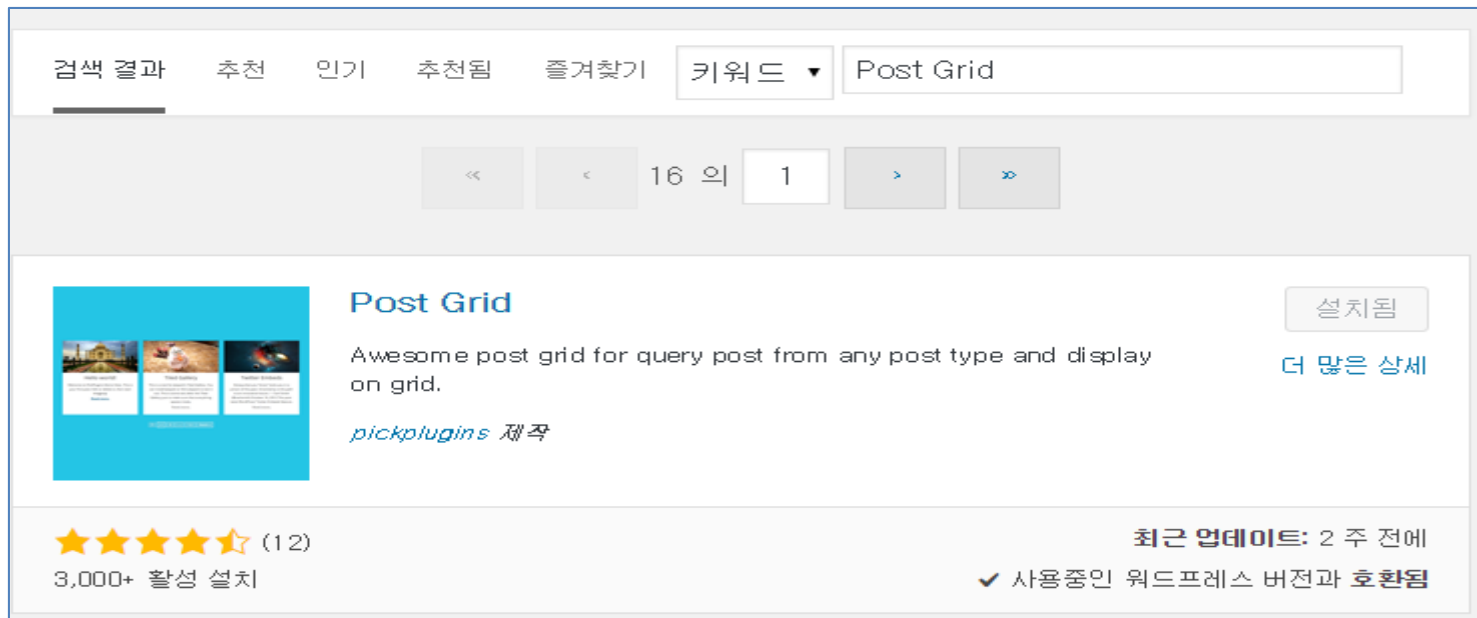 검색 결과 추천 인기 추천됨 즐겨찾기 키워드 ▼ Post Grid
« ‹ 16 의 1 › »
Post Grid
설치됨
Awesome post grid for query post from any post type and display
on grid.
더 많은 상세
pickplugins 제작
(12)
최근 업데이트: 2 주 전에
3,000+ 활성 설치
✔ 사용중인 워드프레스 버전과 호환됨